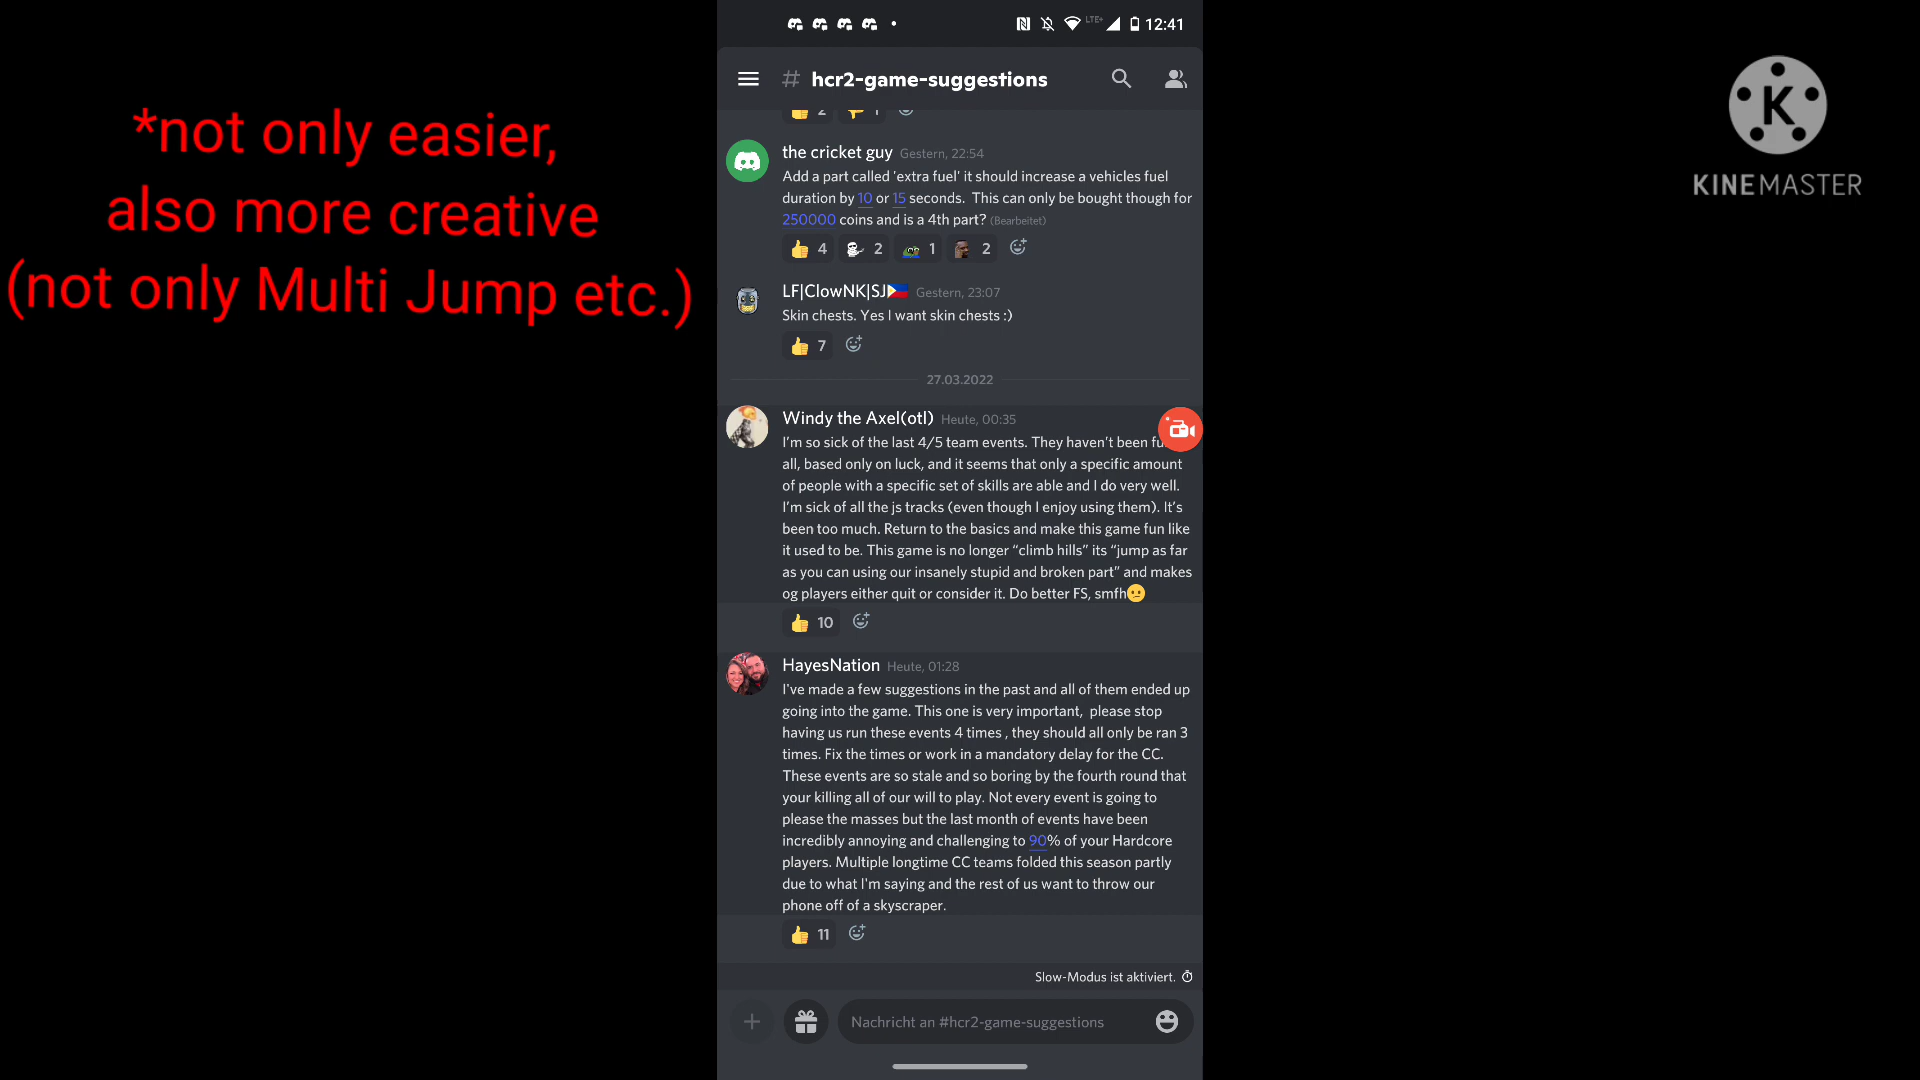 *not only easier,
also more creative
(not only Multi Jump etc.)
K
KINEMASTER
LTE+ 12:41
# hcr2-game-suggestions
2 1
the cricket guy Gestern, 22:54
Add a part called 'extra fuel' it should increase a vehicles fuel
duration by 10 or 15 seconds. This can only be bought though for
250000 coins and is a 4th part? (Bearbeitet)
4 2 1 2
LF|ClowNK|SJ Gestern, 23:07
Skin chests. Yes I want skin chests :)
7
27.03.2022
Windy the Axel(otl) Heute, 00:35
I'm so sick of the last 4/5 team events. They haven't been
all, based only on luck, and it seems that only a specific amount
of people with a specific set of skills are able and I do very well.
I'm sick of all the js tracks (even though I enjoy using them). It's
been too much. Return to the basics and make this game fun like
it used to be. This game is no longer “climb hills” its “jump as far
as you can using our insanely stupid and broken part” and makes
og players either quit or consider it. Do better FS, smfh
10
HayesNation Heute, 01:28
I've made a few suggestions in the past and all of them ended up
going into the game. This one is very important, please stop
having us run these events 4 times , they should all only be ran 3
times. Fix the times or work in a mandatory delay for the CC.
These events are so stale and so boring by the fourth round that
your killing all of our will to play. Not every event is going to
please the masses but the last month of events have been
incredibly annoying and challenging to 90% of your Hardcore
players. Multiple longtime CC teams folded this season partly
due to what I'm saying and the rest of us want to throw our
phone off of a skyscraper.
11
Slow-Modus ist aktiviert.
Nachricht an #hcr2-game-suggestions